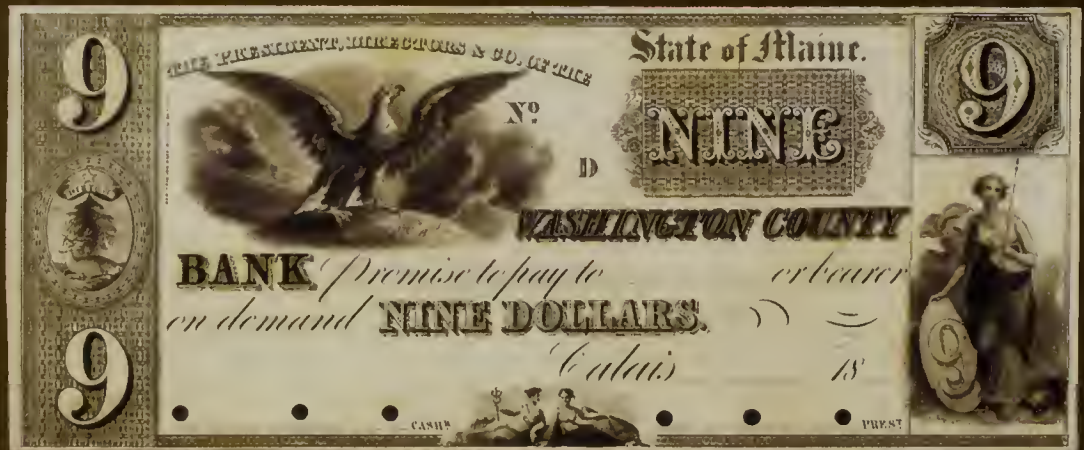 9
THE PRESIDENT, DIRECTORS & CO. OF THE
State of Maine.
9
Nº
NINE
D
DIRIGO
WASHINGTON COUNTY
BANK Promise to pay to or bearer
on demand NINE DOLLARS.
9
9
Calais 18
CASHR
PREST